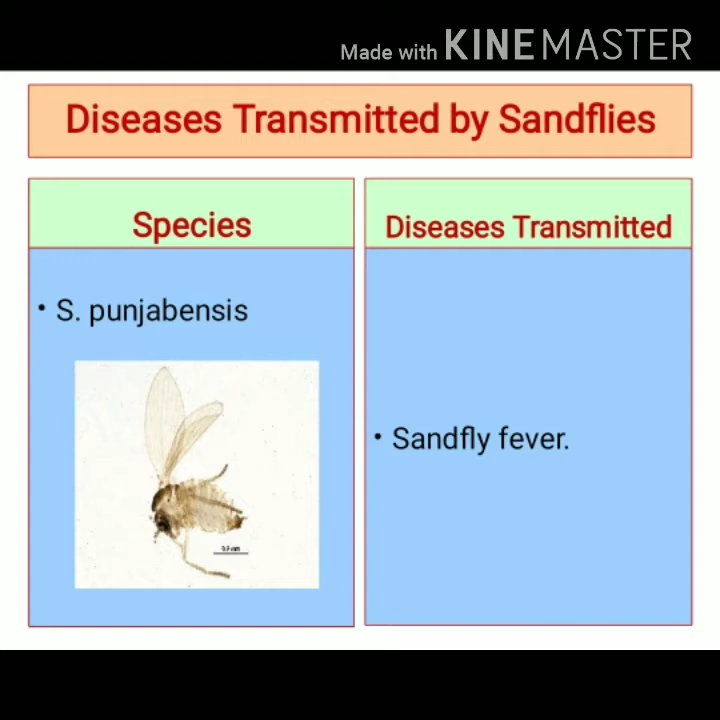 Made with KINEMASTER
Diseases Transmitted by Sandflies
Species
Diseases Transmitted
• S. punjabensis
• Sandfly fever.